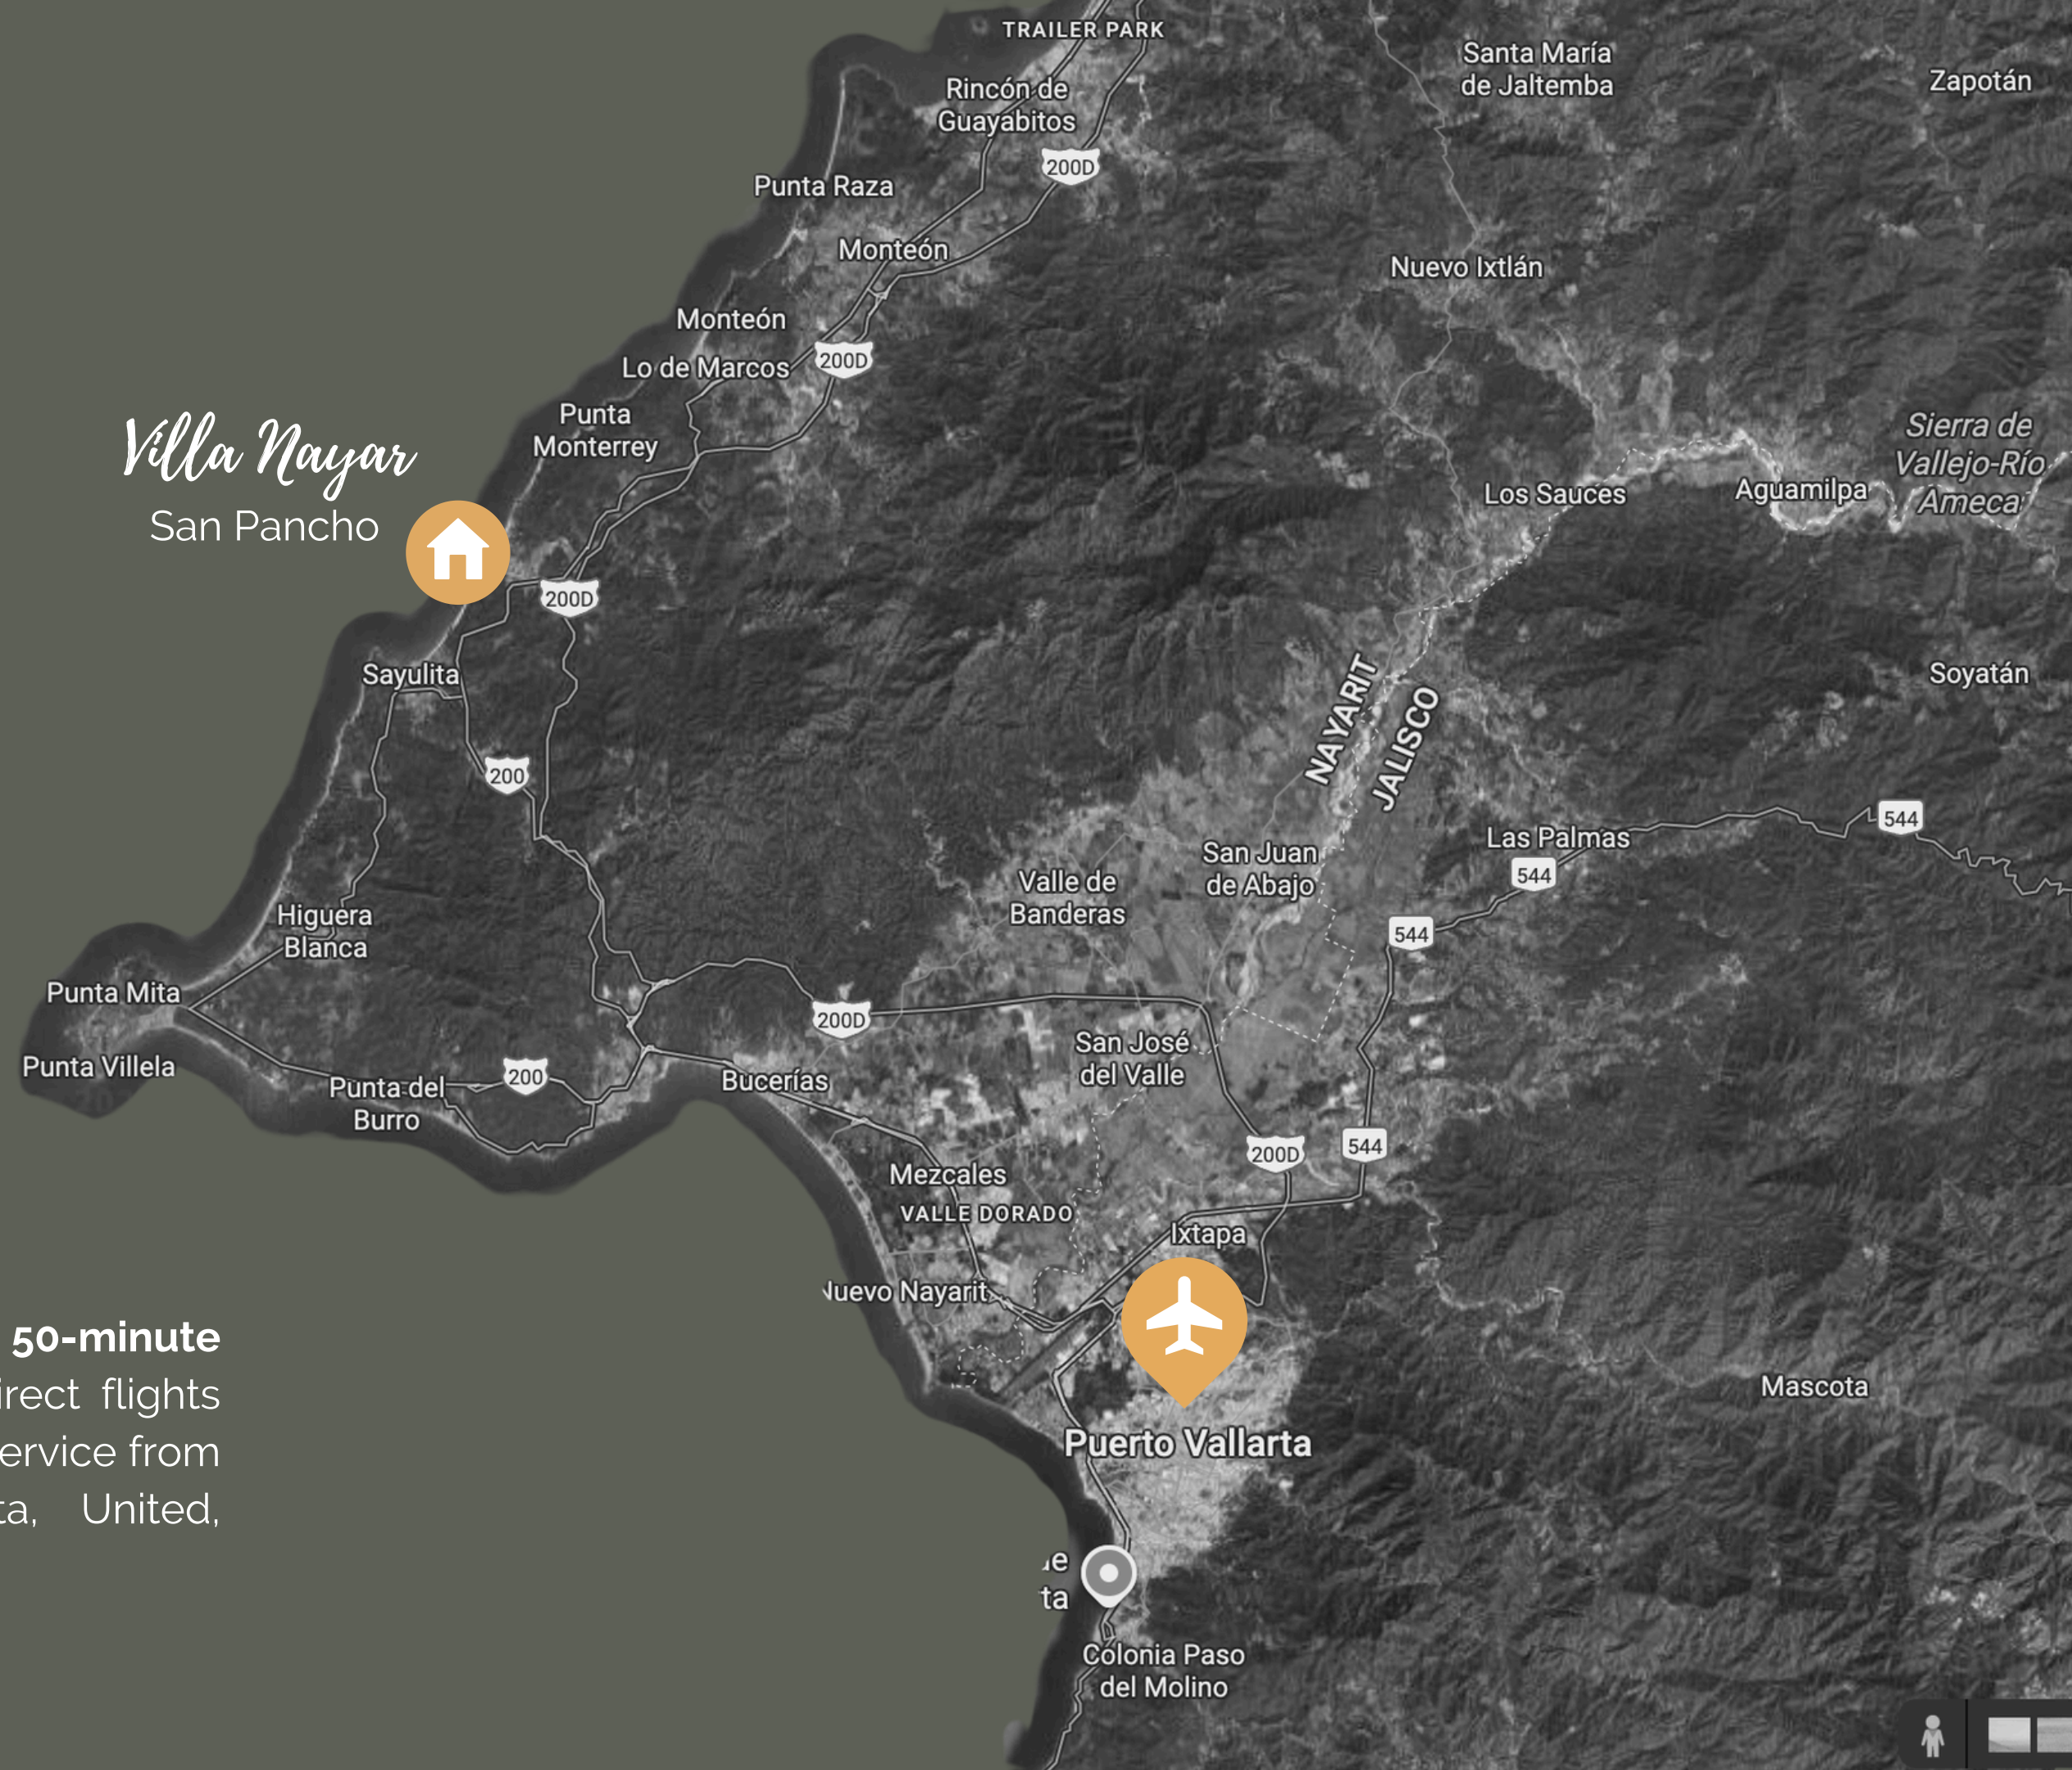 TRAILER PARK
Santa María
de Jaltemba
Zapotán
Rincón de
Guayabitos
200D
Punta Raza
Monteón
Nuevo Ixtlán
Monteón
Lo de Marcos
200D
Punta
Monterrey
Sierra de
Vallejo-Río
Ameca
Villa Nayar
San Pancho
Los Sauces
Aguamilpa
200D
Sayulita
NAYARIT
JALISCO
Soyatán
200
544
Las Palmas
544
San Juan
de Abajo
Valle de
Banderas
Higuera
Blanca
544
Punta Mita
200D
San José
del Valle
Punta Villela
200
Bucerías
Punta del
Burro
200D
544
Mezcales
VALLE DORADO
Ixtapa
Nuevo Nayarit
50-minute
irect flights
ervice from
ta, United,
Mascota
Puerto Vallarta
ta
Colonia Paso
del Molino